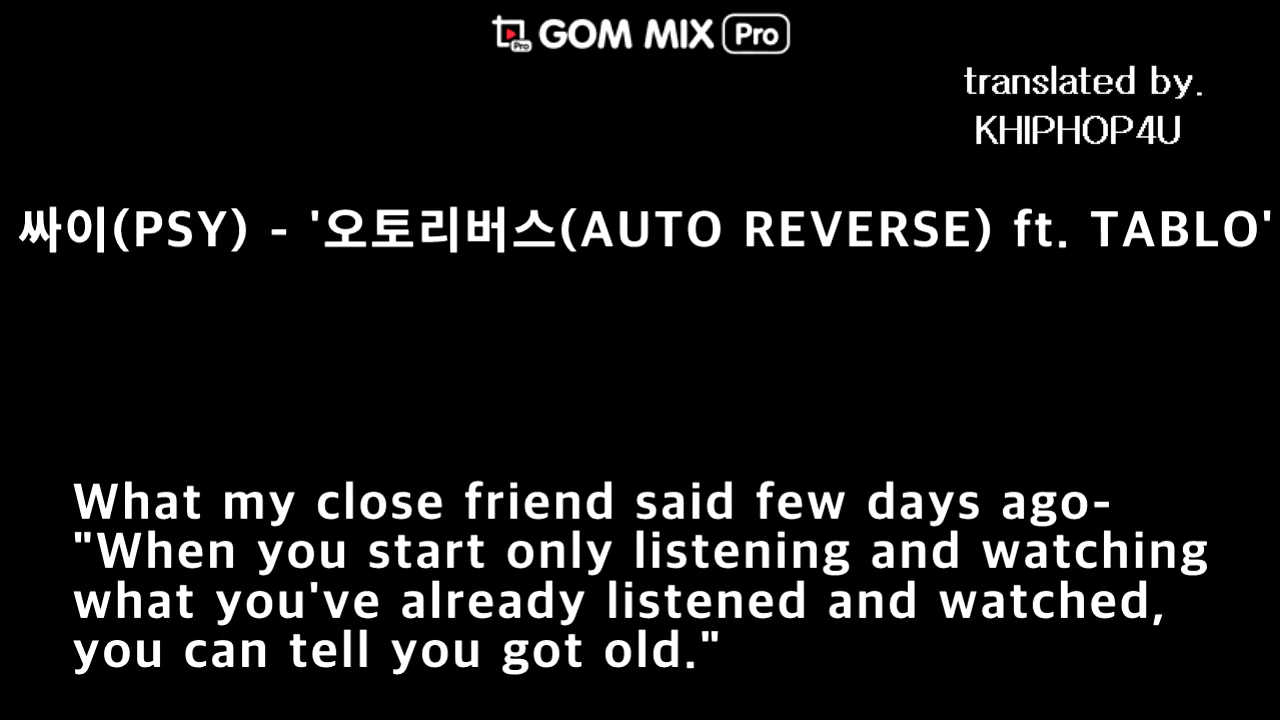 GOM MIX Pro
translated by.
KHIPHOP4U
싸이(PSY) - '오토리버스(AUTO REVERSE) ft. TABLO'
What my close friend said few days ago-
"When you start only listening and watching
what you've already listened and watched,
you can tell you got old."